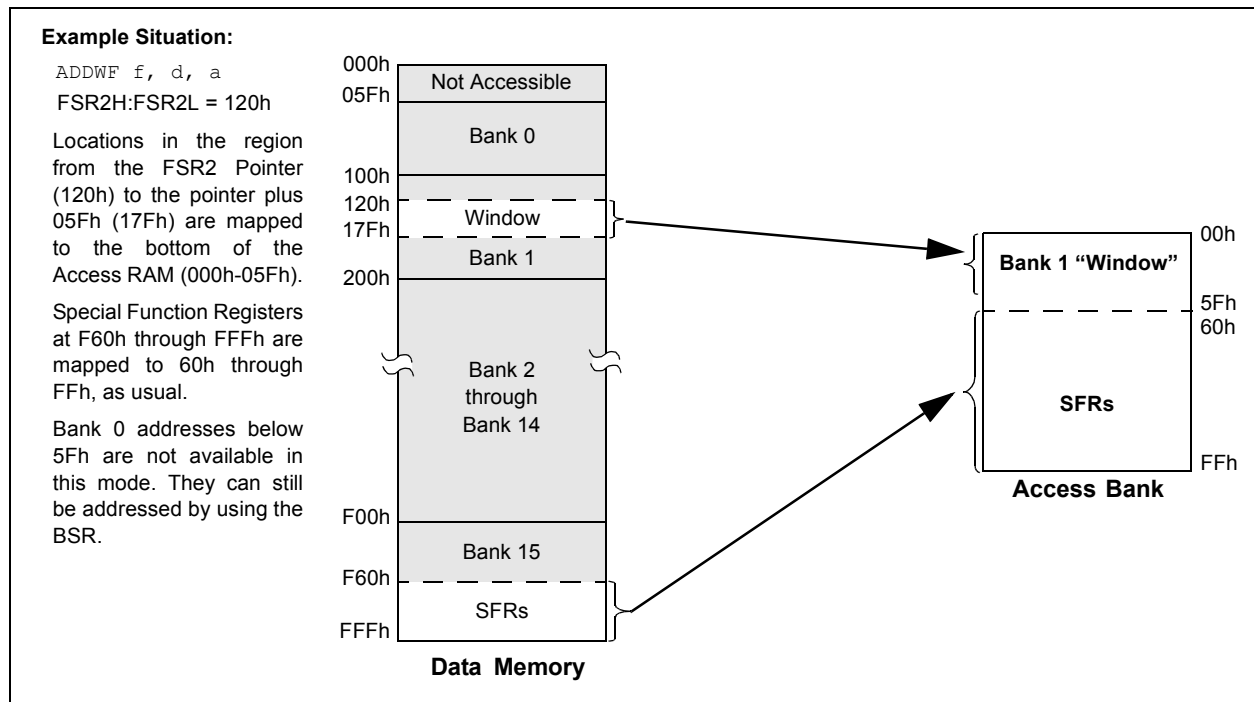 Example Situation:
ADDWF f, d, a
FSR2H:FSR2L = 120h
Locations in the region
from the FSR2 Pointer
(120h) to the pointer plus
05Fh (17Fh) are mapped
to the bottom of the
Access RAM (000h-05Fh).
Special Function Registers
at F60h through FFFh are
mapped to 60h through
FFh, as usual.
Bank 0 addresses below
5Fh are not available in
this mode. They can still
be addressed by using the
BSR.
000h
Not Accessible
05Fh
Bank 0
100h
120h
Window
17Fh
Bank 1
200h
Bank 2
through
Bank 14
F00h
Bank 15
F60h
SFRs
FFFh
Data Memory
00h
Bank 1 “Window”
5Fh
60h
SFRs
FFh
Access Bank